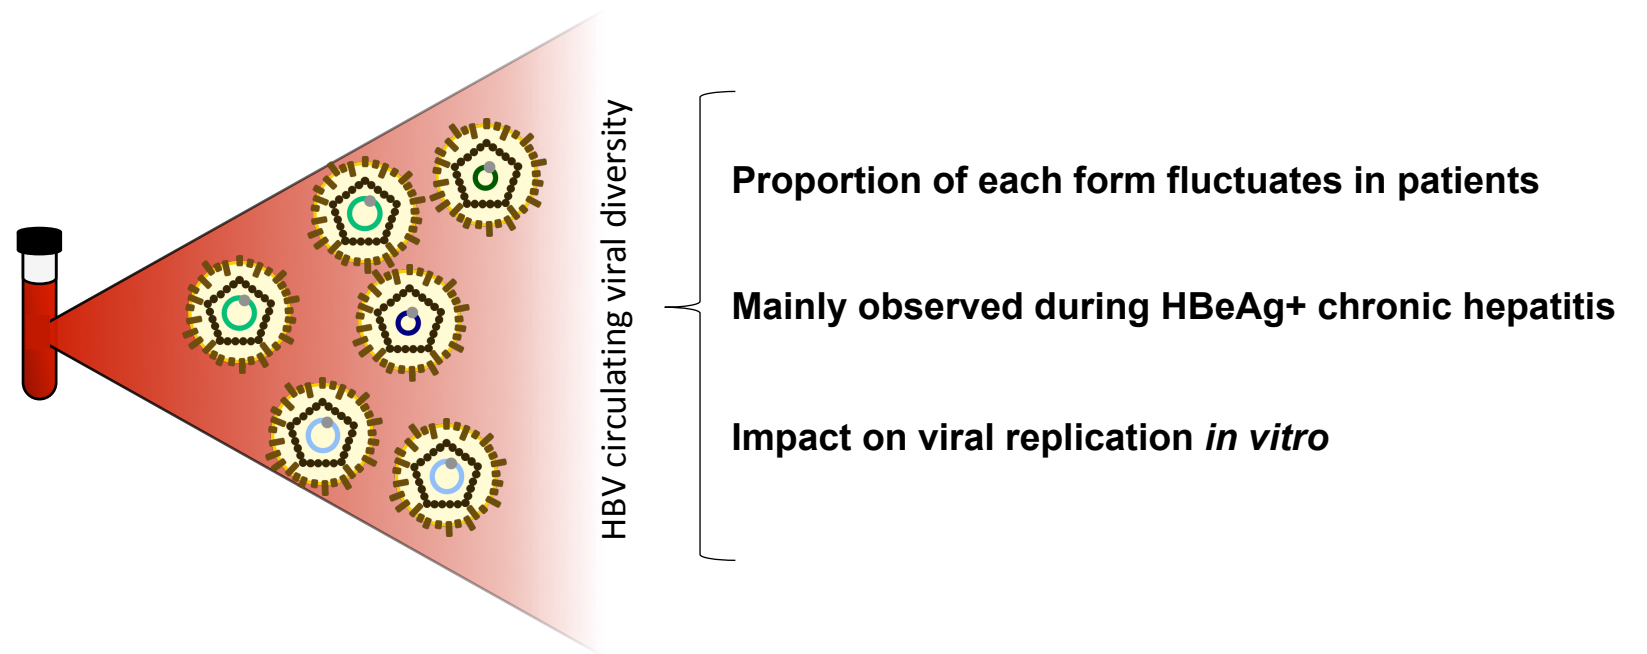 HBV circulating viral diversity
Proportion of each form fluctuates in patients
Mainly observed during HBeAg+ chronic hepatitis
Impact on viral replication in vitro